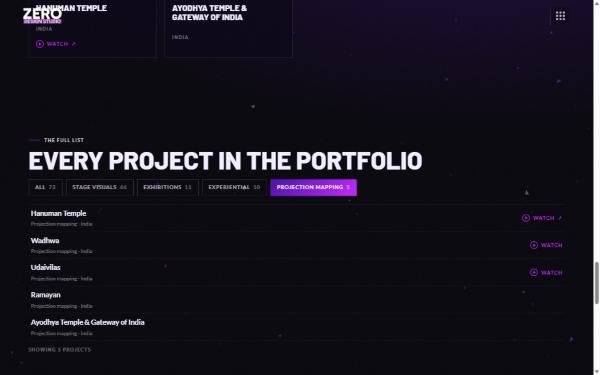 ZERO
DESIGN STUDIO
HANUMAN TEMPLE
INDIA
WATCH ↗
AYODHYA TEMPLE &
GATEWAY OF INDIA
INDIA
THE FULL LIST
EVERY PROJECT IN THE PORTFOLIO
ALL 73
STAGE VISUALS 44
EXHIBITIONS 11
EXPERIENTIAL 10
PROJECTION MAPPING 5
Hanuman Temple
Projection mapping · India
WATCH ↗
Wadhwa
Projection mapping · India
WATCH
Udaivilas
Projection mapping · India
WATCH
Ramayan
Projection mapping · India
Ayodhya Temple & Gateway of India
Projection mapping · India
SHOWING 5 PROJECTS